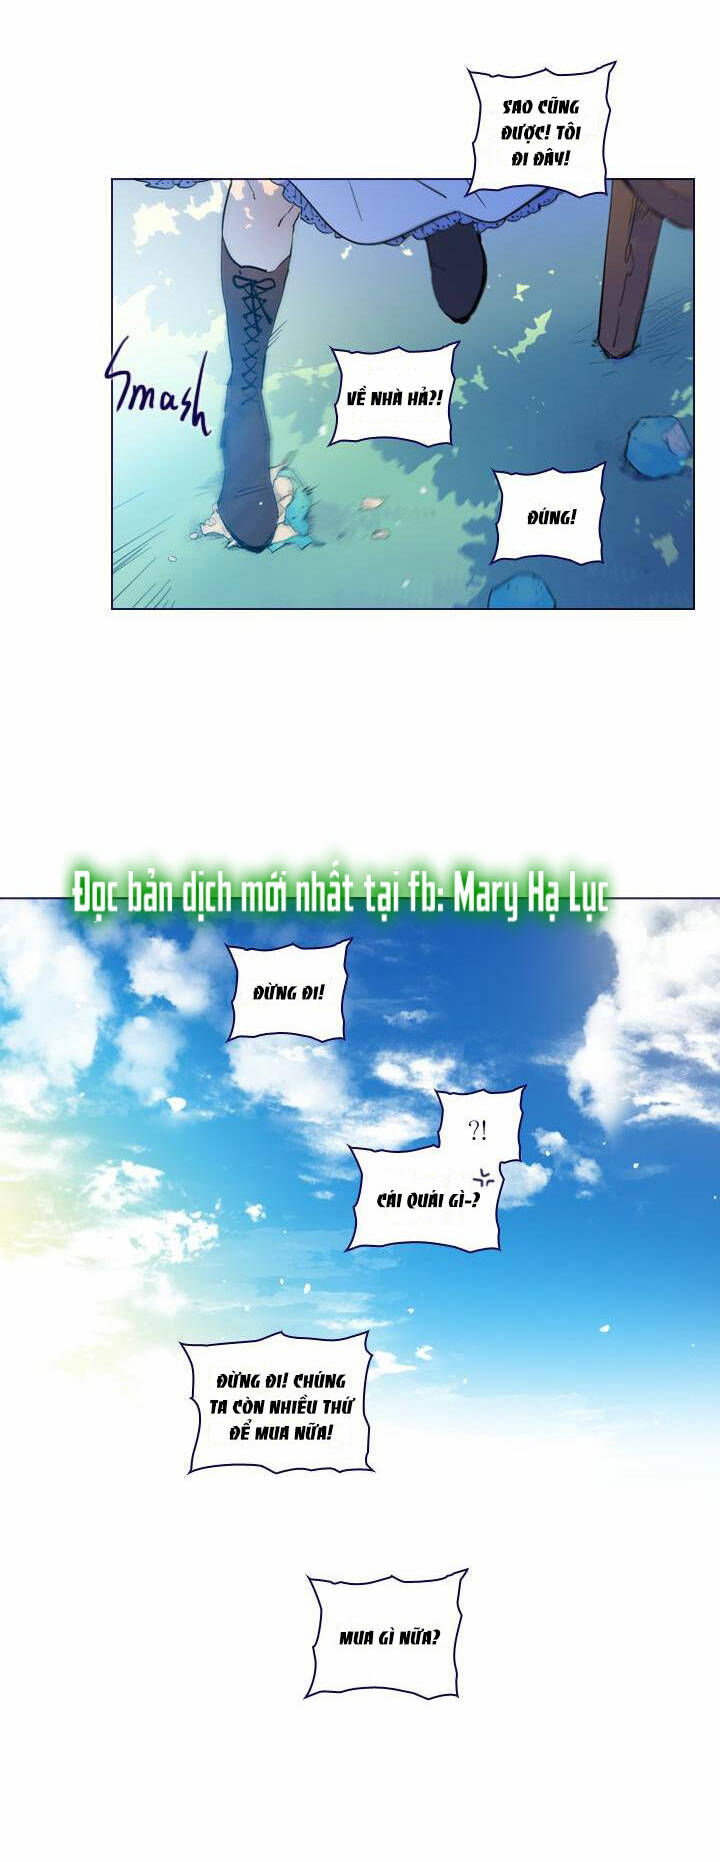 SAO CŨNG
ĐƯỢC! TÔI
ĐI ĐÂY!
Smash
VỀ NHÀ HẢ?!
ĐÚNG!
Đọc bản dịch mới nhất tại fb: Mary Hạ Lục
ĐỪNG ĐI!
?!
CÁI QUÁI GÌ-?
ĐỪNG ĐI! CHÚNG
TA CÒN NHIỀU THỨ
ĐỂ MUA NỮA!
MUA GÌ NỮA?